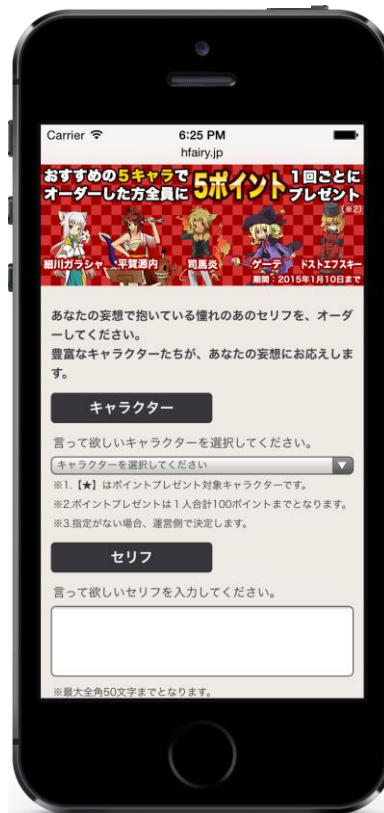 Carrier 6:25 PM
hfairy.jp
おすすめの5キャラで
オーダーした方全員に
5ポイント
1回ごとに
プレゼント
(※2)
細川ガラシャ 平賀源内 司馬炎 ゲーテ ドストエフスキー
期間：2015年1月10日まで
あなたの妄想で抱いている憧れのあのセリフを、オーダ
ーしてください。
豊富なキャラクターたちが、あなたの妄想にお応えしま
す。
キャラクター
言って欲しいキャラクターを選択してください。
キャラクターを選択してください
※1.【★】はポイントプレゼント対象キャラクターです。
※2.ポイントプレゼントは１人合計100ポイントまでとなります。
※3.指定がない場合、運営側で決定します。
セリフ
言って欲しいセリフを入力してください。
※最大全角50文字までとなります。